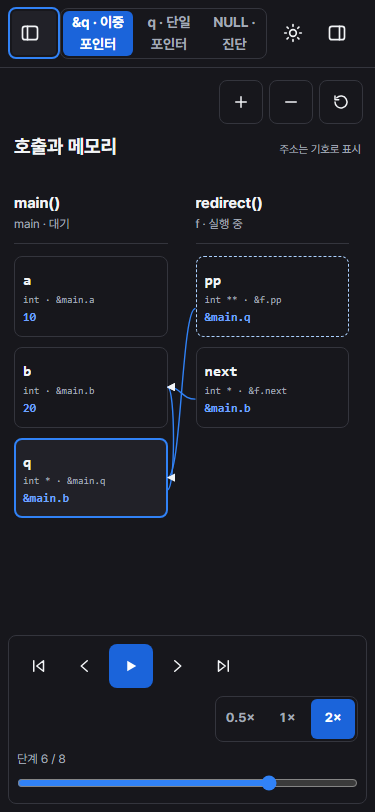 &q · 이중
포인터
q · 단일
포인터
NULL ·
진단
호출과 메모리
주소는 기호로 표시
main()
main · 대기
redirect()
f · 실행 중
a
int · &main.a
10
b
int · &main.b
20
q
int * · &main.q
&main.b
pp
int ** · &f.pp
&main.q
next
int * · &f.next
&main.b
0.5×
1×
2×
단계 6 / 8